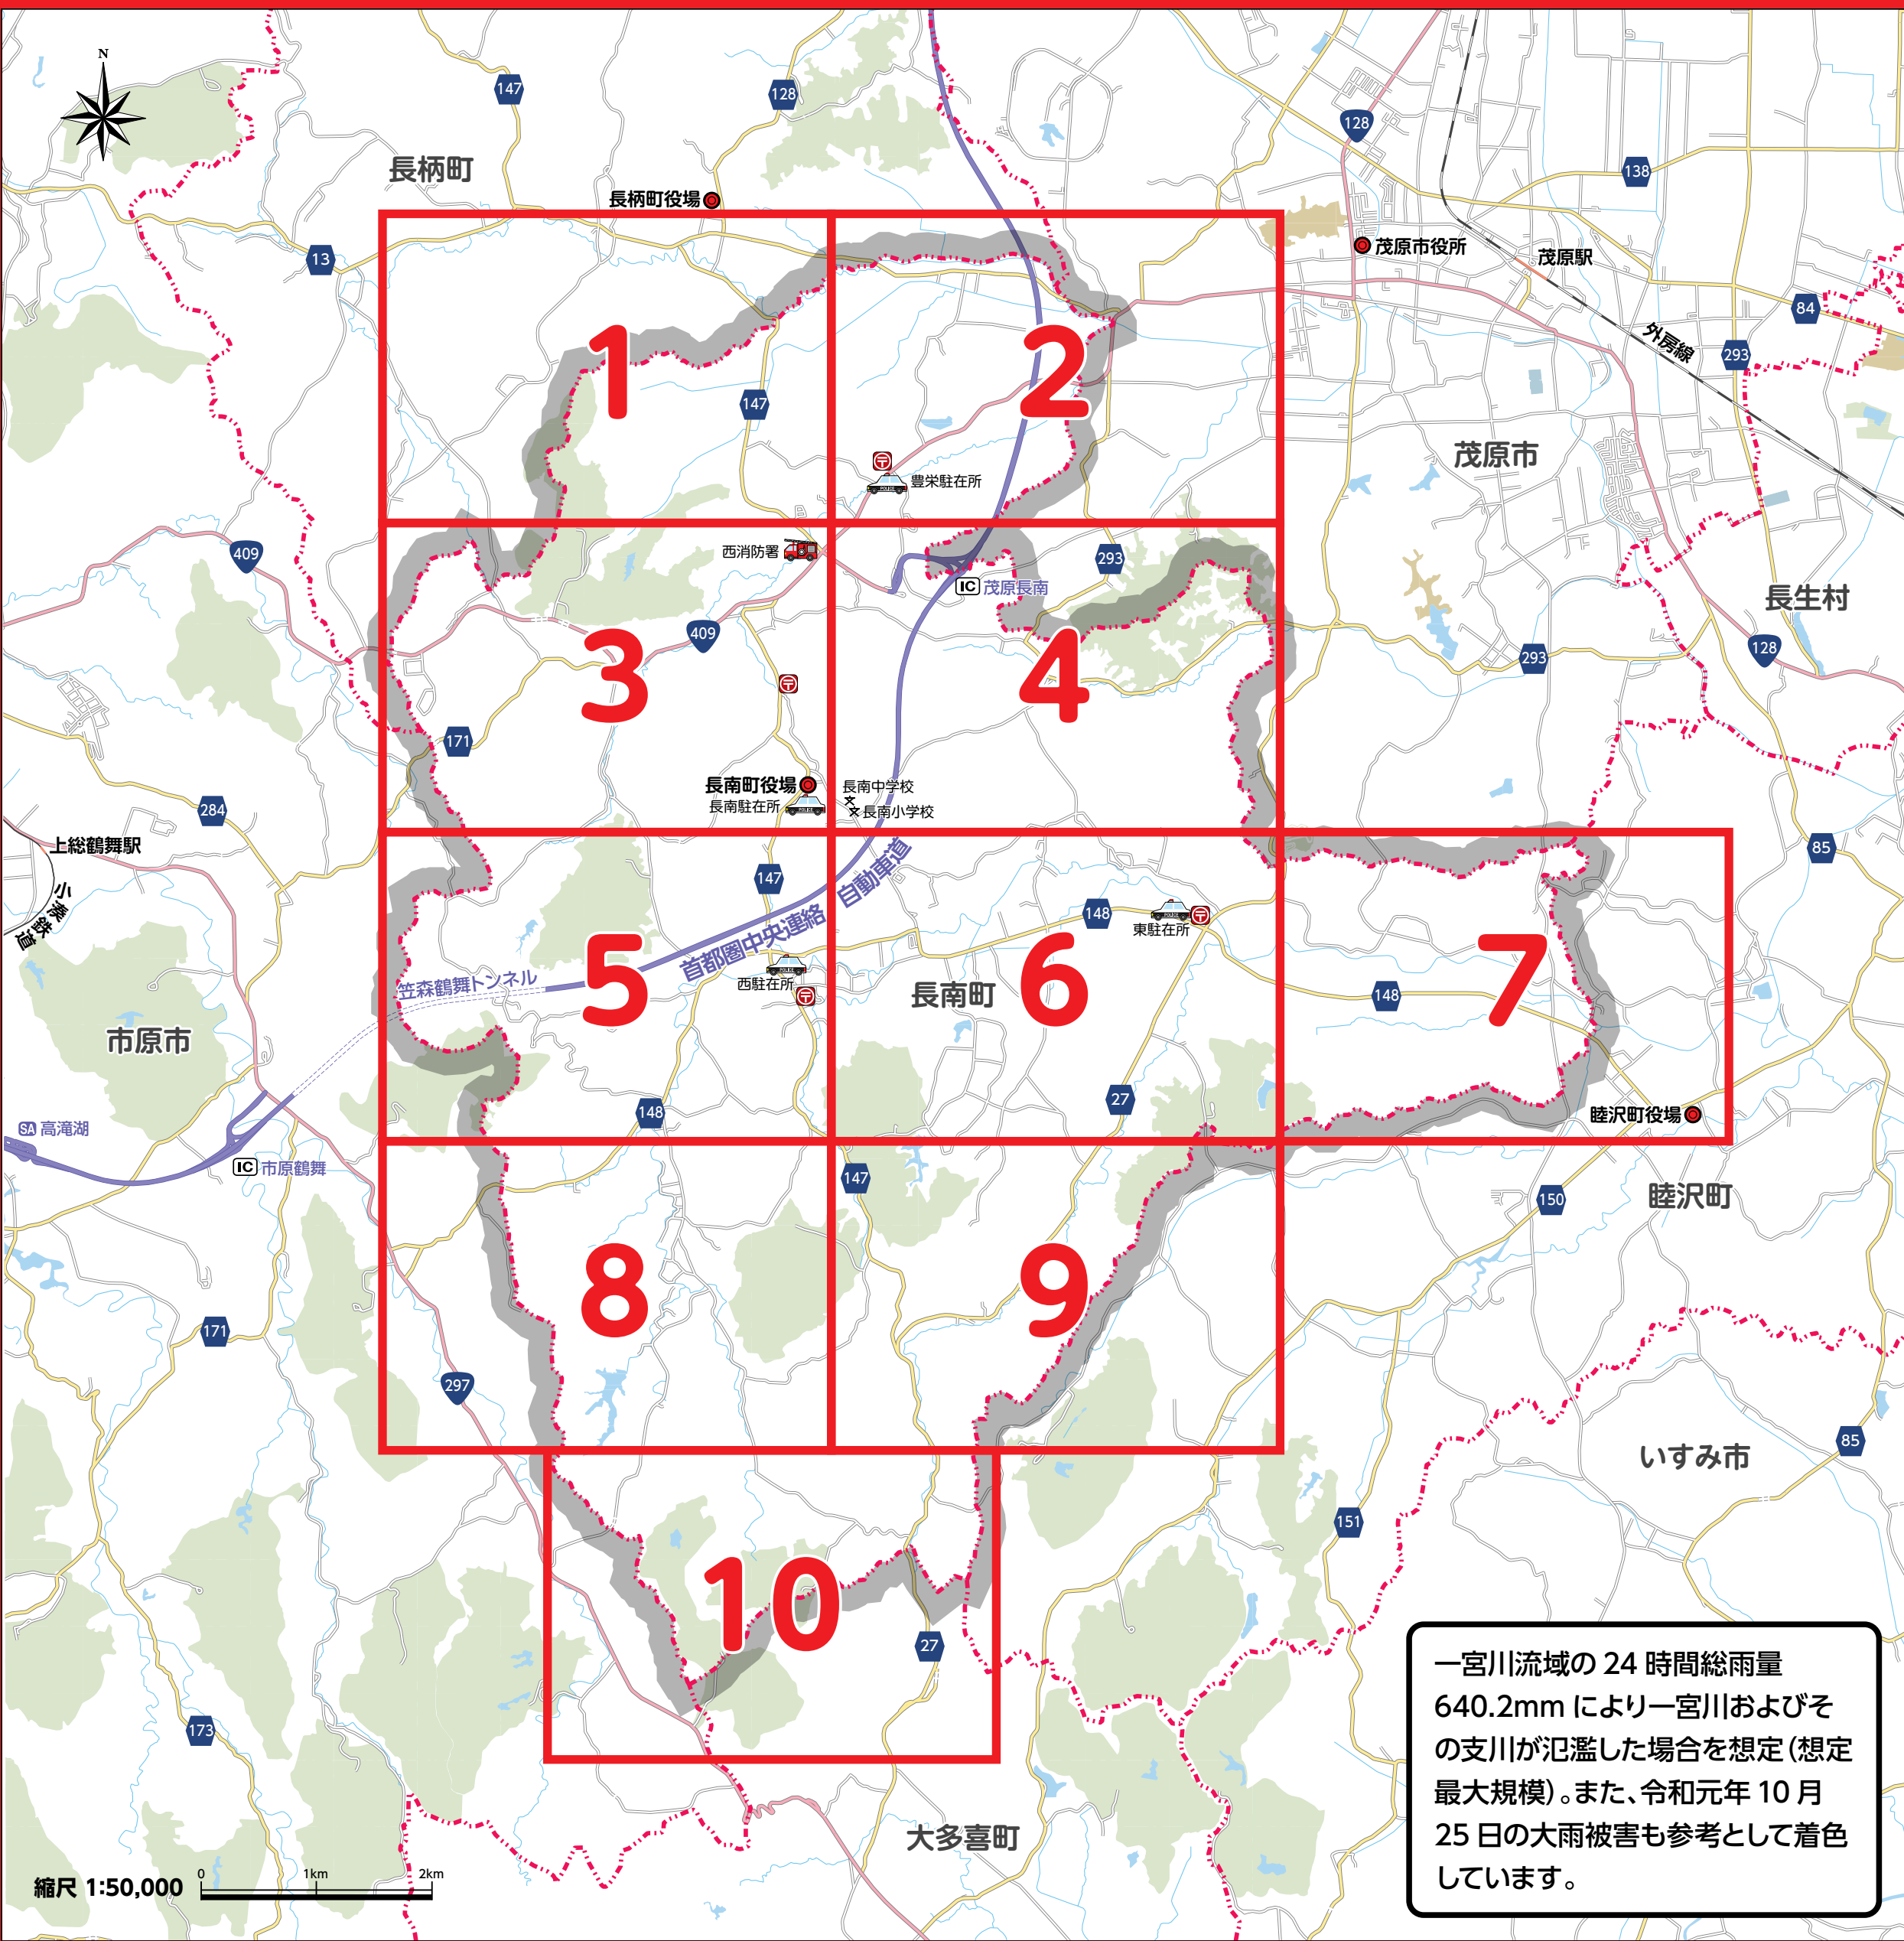 N
147
128
128
138
長柄町
長柄町役場
13
茂原市役所
茂原駅
84
外房線
293
1
2
147
茂原市
豊栄駐在所
409
西消防署
293
IC 茂原長南
長生村
409
3
4
293
128
171
長南町役場
長南駐在所
長南中学校
文
文 長南小学校
284
上総鶴舞駅
小湊鉄道
85
147
首都圏中央連絡自動車道
148
東駐在所
5
6
7
笠森鶴舞トンネル
西駐在所
長南町
148
市原市
27
148
睦沢町役場
SA 高滝湖
IC 市原鶴舞
147
150
睦沢町
8
9
171
297
いすみ市
85
151
10
27
173
一宮川流域の 24 時間総雨量
640.2mm により一宮川およびそ
の支川が氾濫した場合を想定(想定
最大規模)。また、令和元年 10 月
25 日の大雨被害も参考として着色
しています。
大多喜町
縮尺 1:50,000
0 1km 2km